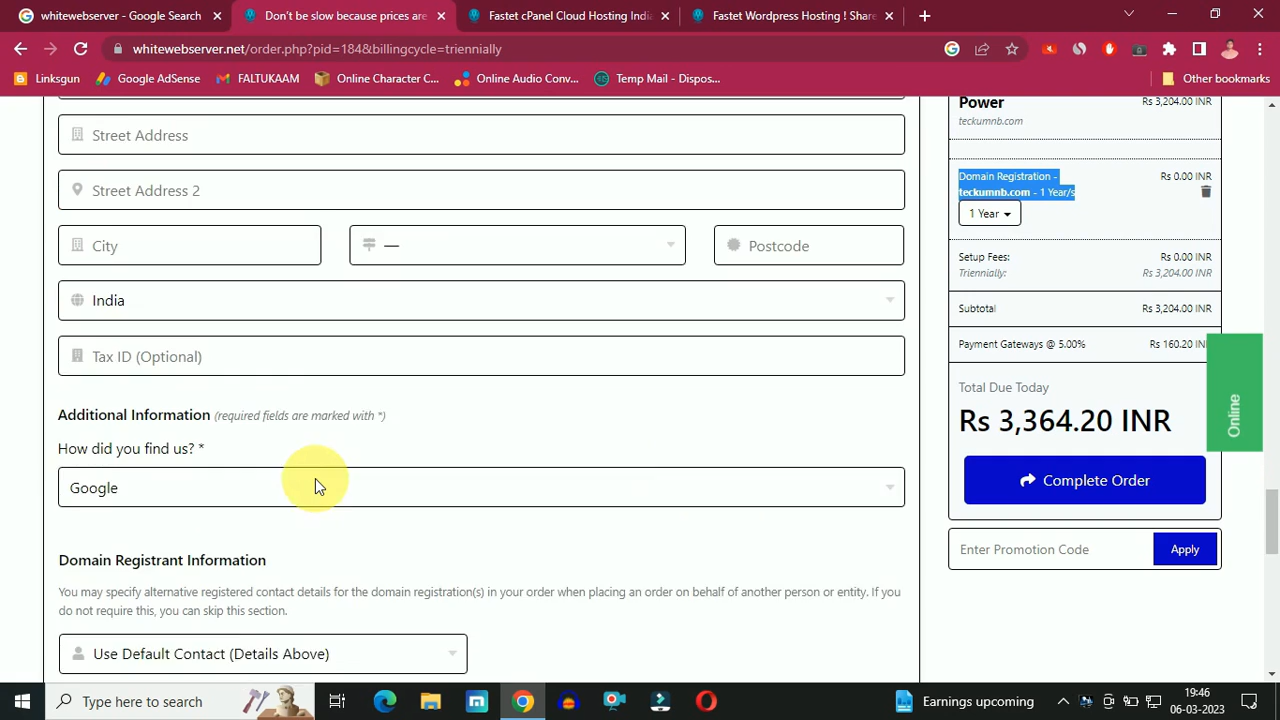 whitewebserver - Google Search
Don't be slow because prices are
Fastet cPanel Cloud Hosting India
Fastet Wordpress Hosting ! Share
whitewebserver.net/order.php?pid=184&billingcycle=triennially
Linksgun
Google AdSense
FALTUKAAM
Online Character C...
Online Audio Conv...
Temp Mail - Dispos...
Other bookmarks
Street Address
Street Address 2
City
—
Postcode
India
Tax ID (Optional)
Additional Information (required fields are marked with *)
How did you find us? *
Google
Domain Registrant Information
You may specify alternative registered contact details for the domain registration(s) in your order when placing an order on behalf of another person or entity. If you
do not require this, you can skip this section.
Use Default Contact (Details Above)
Power
Rs 3,204.00 INR
teckumnb.com
Domain Registration -
Rs 0.00 INR
teckumnb.com - 1 Year/s
1 Year
Setup Fees:
Rs 0.00 INR
Triennially:
Rs 3,204.00 INR
Subtotal
Rs 3,204.00 INR
Payment Gateways @ 5.00%
Rs 160.20 IN
Total Due Today
Rs 3,364.20 INR
Complete Order
Enter Promotion Code
Apply
Online
Type here to search
Earnings upcoming
19:46
06-03-2023